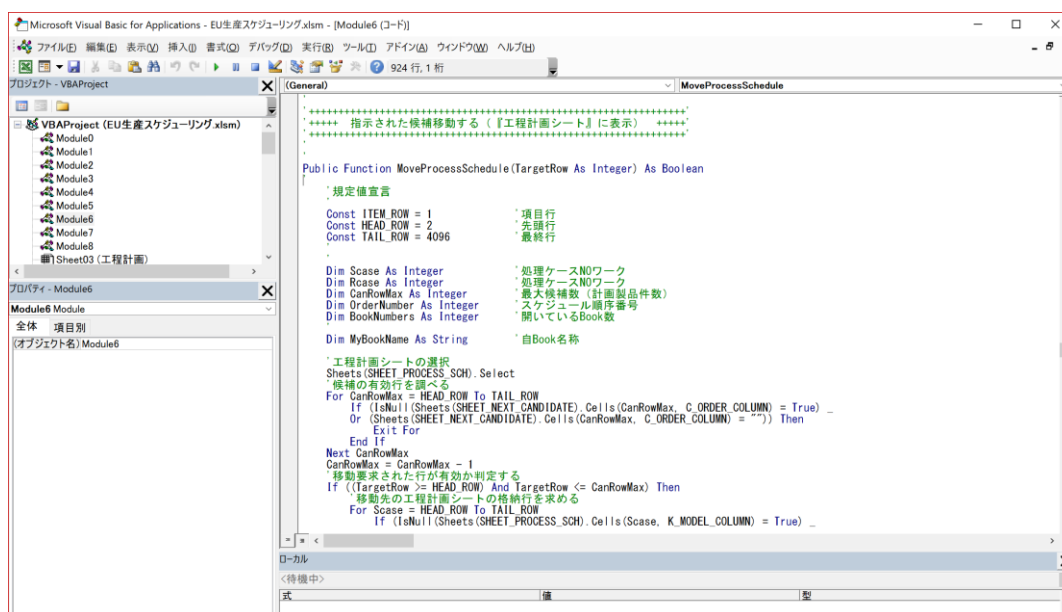 Microsoft Visual Basic for Applications - EU生産スケジューリング.xlsm - [Module6 (コード)]
ファイル(F) 編集(E) 表示(V) 挿入(I) 書式(O) デバッグ(D) 実行(R) ツール(T) アドイン(A) ウィンドウ(W) ヘルプ(H)
924 行, 1 桁
プロジェクト - VBAProject
VBAProject (EU生産スケジューリング.xlsm)
Module0
Module1
Module2
Module3
Module4
Module5
Module6
Module7
Module8
Sheet03 (工程計画)
プロパティ - Module6
Module6 Module
全体 項目別
(オブジェクト名) Module6
(General) MoveProcessSchedule
'+++++++++++++++++++++++++++++++++++++++++++++++++++++++++++++++'
'+++++ 指示された候補移動する(『工程計画シート』に表示) +++++'
'+++++++++++++++++++++++++++++++++++++++++++++++++++++++++++++++'
'
'
Public Function MoveProcessSchedule(TargetRow As Integer) As Boolean
'
'規定値宣言
'
Const ITEM_ROW = 1 '項目行
Const HEAD_ROW = 2 '先頭行
Const TAIL_ROW = 4096 '最終行
'
'
Dim Scase As Integer '処理ケースNOワーク
Dim Rcase As Integer '処理ケースNOワーク
Dim CanRowMax As Integer '最大候補数(計画製品件数)
Dim OrderNumber As Integer 'スケジュール順序番号
Dim BookNumbers As Integer '開いているBook数
'
Dim MyBookName As String '自Book名称
'工程計画シートの選択
Sheets(SHEET_PROCESS_SCH).Select
'候補の有効行を調べる
For CanRowMax = HEAD_ROW To TAIL_ROW
If (IsNull(Sheets(SHEET_NEXT_CANDIDATE).Cells(CanRowMax, C_ORDER_COLUMN) = True) _
Or (Sheets(SHEET_NEXT_CANDIDATE).Cells(CanRowMax, C_ORDER_COLUMN) = "")) Then
Exit For
End If
Next CanRowMax
CanRowMax = CanRowMax - 1
'移動要求された行が有効か判定する
If ((TargetRow >= HEAD_ROW) And TargetRow <= CanRowMax) Then
'移動先の工程計画シートの格納行を求める
For Scase = HEAD_ROW To TAIL_ROW
If (IsNull(Sheets(SHEET_PROCESS_SCH).Cells(Scase, K_MODEL_COLUMN) = True) _
ローカル
<待機中>
式 値 型